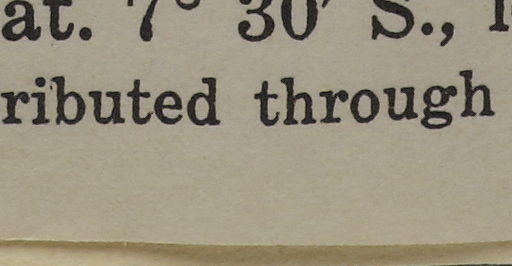 at. 7° 30′ S.,
ributed through